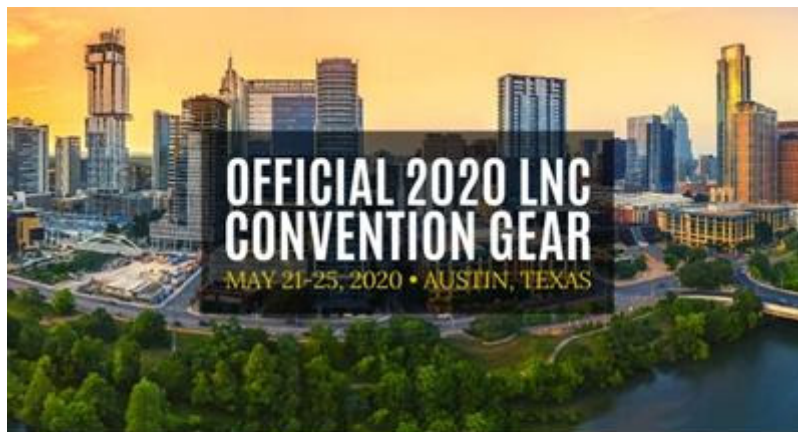 OFFICIAL 2020 LNC
CONVENTION GEAR
MAY 21-25, 2020 • AUSTIN, TEXAS